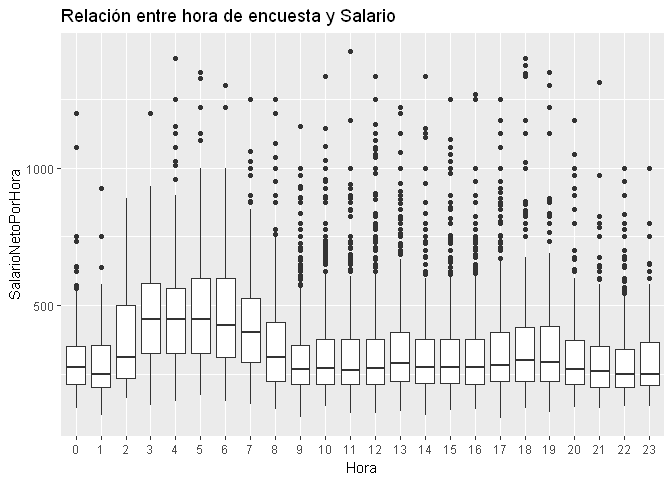 Relación entre hora de encuesta y Salario
SalarioNetoPorHora
1000
500
0 1 2 3 4 5 6 7 8 9 10 11 12 13 14 15 16 17 18 19 20 21 22 23
Hora